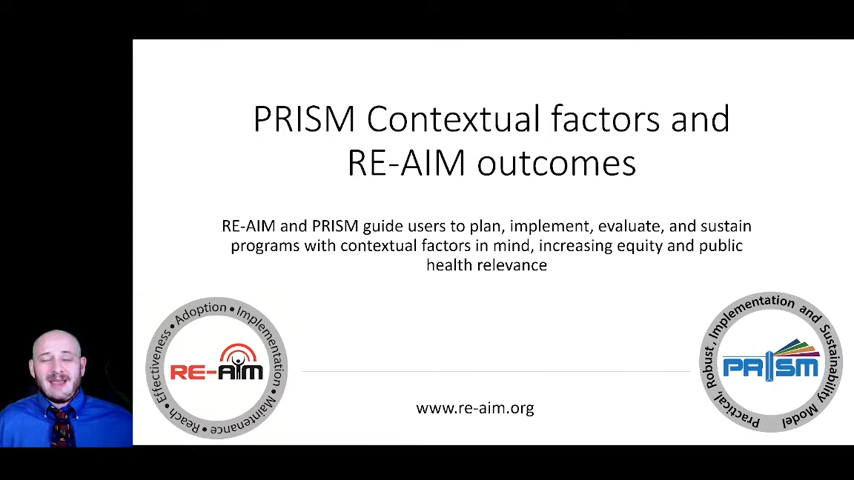 PRISM Contextual factors and
RE-AIM outcomes
RE-AIM and PRISM guide users to plan, implement, evaluate, and sustain
programs with contextual factors in mind, increasing equity and public
health relevance
Reach • Effectiveness • Adoption • Implementation • Maintenance •
RE-AIM
Practical, Robust, Implementation and Sustainability Model
PRISM
www.re-aim.org